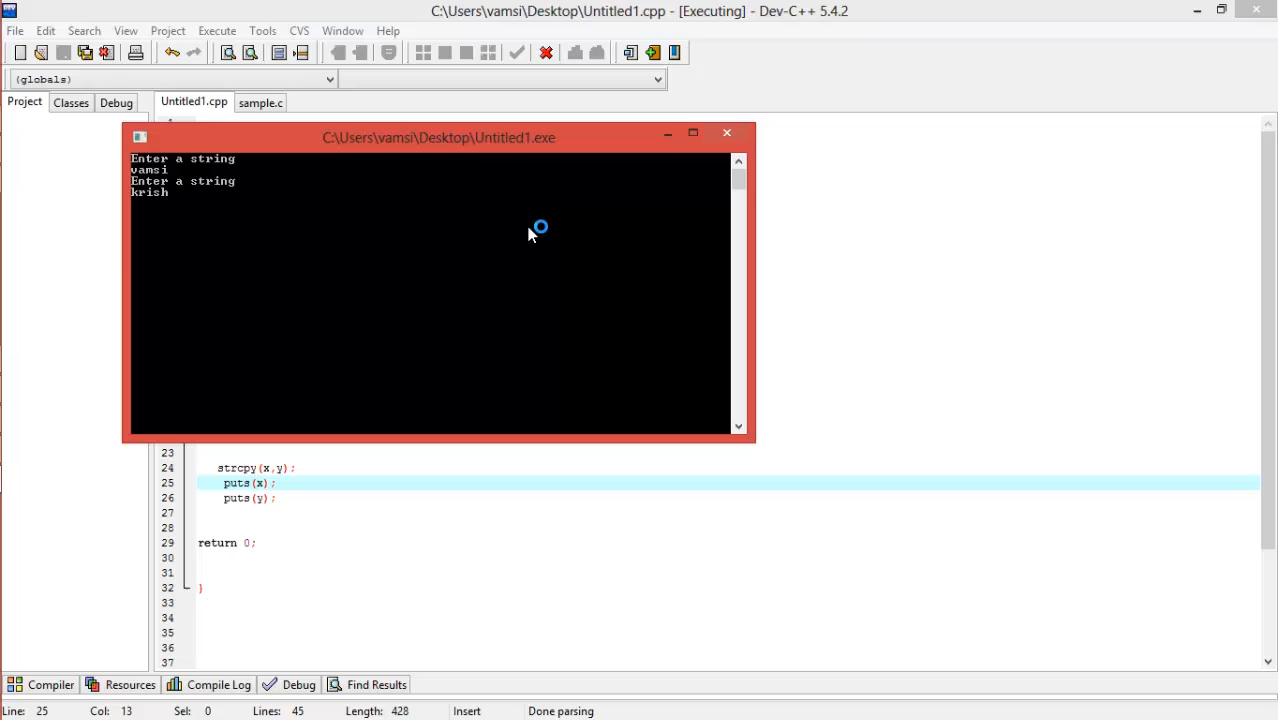 C:\Users\vamsi\Desktop\Untitled1.cpp - [Executing] - Dev-C++ 5.4.2
File Edit Search View Project Execute Tools CVS Window Help
(globals)
Project Classes Debug Untitled1.cpp sample.c
C:\Users\vamsi\Desktop\Untitled1.exe
Enter a string
vamsi
Enter a string
krish
23
24 strcpy(x,y);
25 puts(x);
26 puts(y);
27
28
29 return 0;
30
31
32 }
33
34
35
36
37
Compiler Resources Compile Log Debug Find Results
Line: 25 Col: 13 Sel: 0 Lines: 45 Length: 428 Insert Done parsing